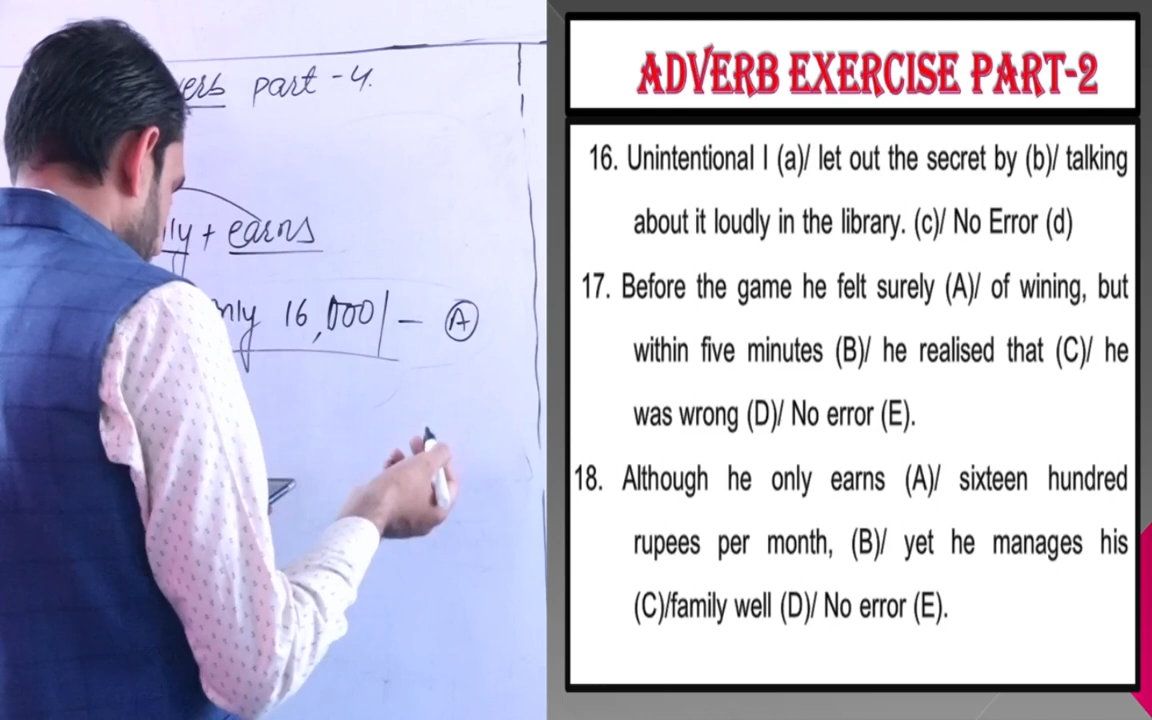 part -4.
+ earns
16,000/- Ⓐ
ADVERB EXERCISE PART-2
16. Unintentional I (a)/ let out the secret by (b)/ talking
about it loudly in the library. (c)/ No Error (d)
17. Before the game he felt surely (A)/ of wining, but
within five minutes (B)/ he realised that (C)/ he
was wrong (D)/ No error (E).
18. Although he only earns (A)/ sixteen hundred
rupees per month, (B)/ yet he manages his
(C)/family well (D)/ No error (E).